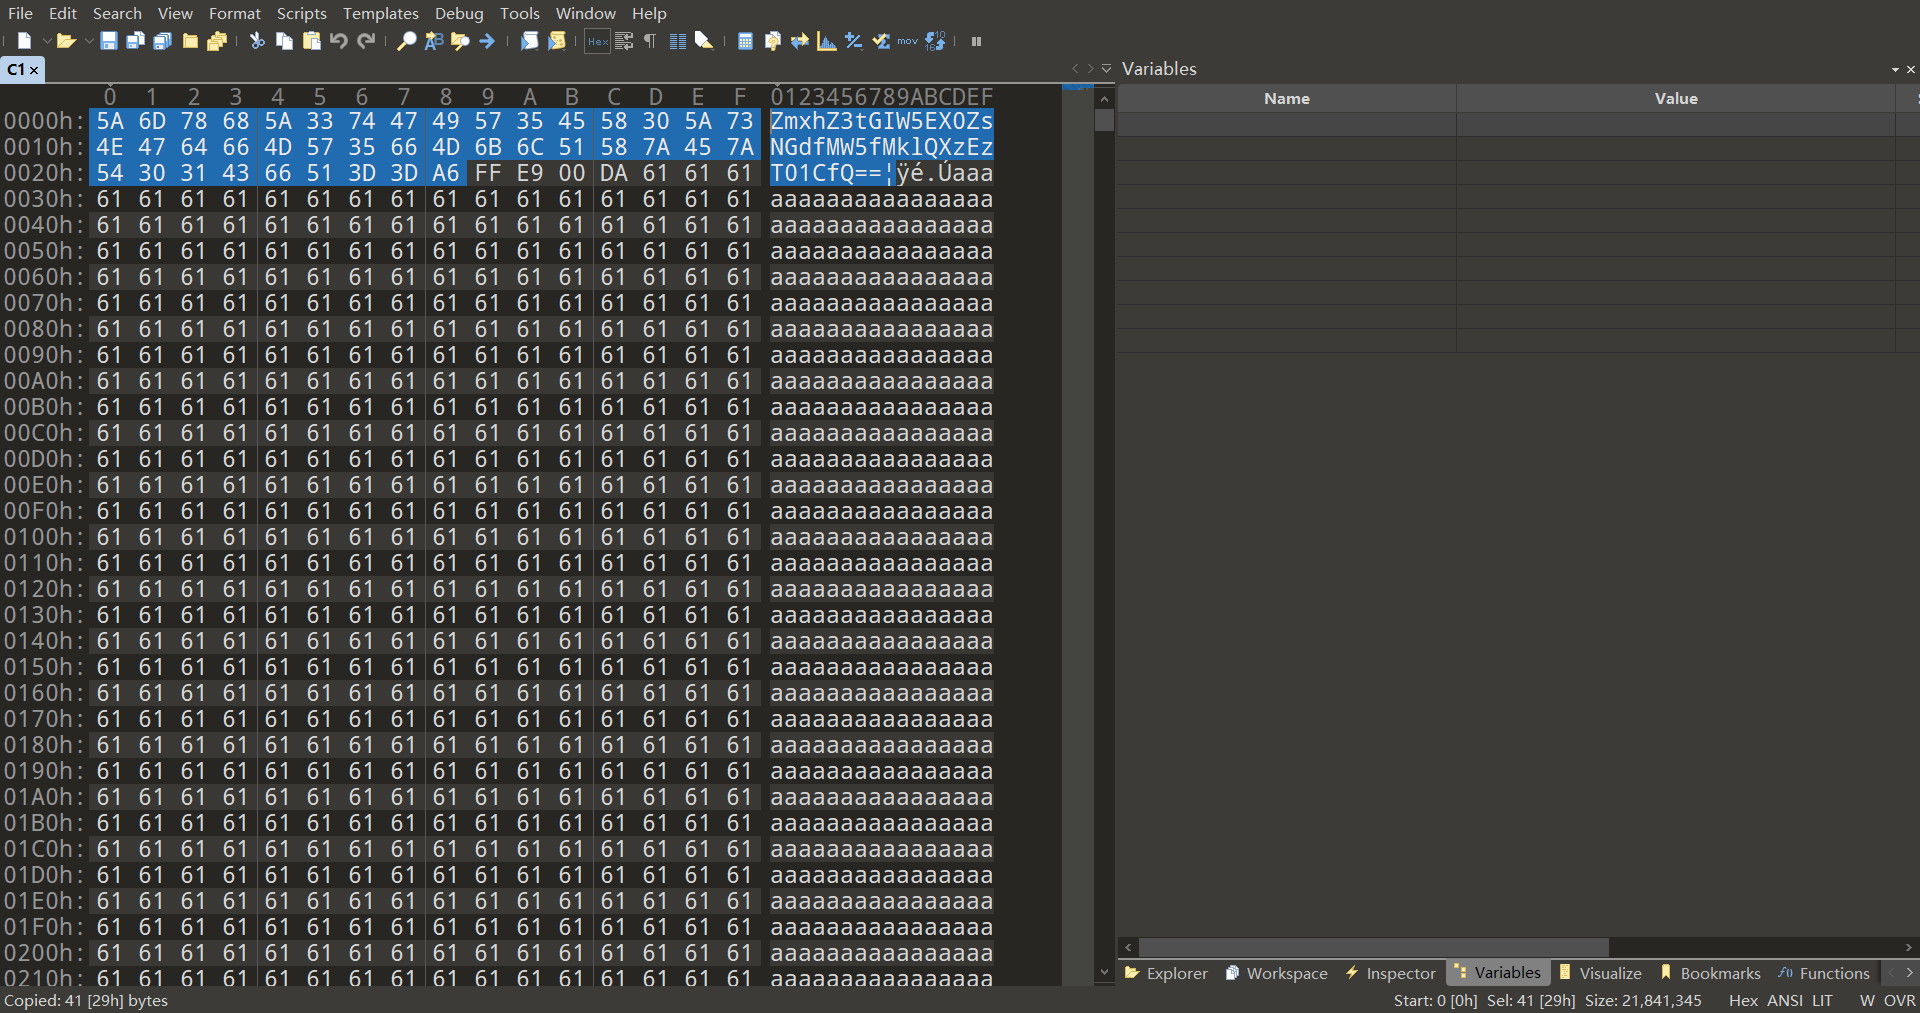 File Edit Search View Format Scripts Templates Debug Tools Window Help
C1
Variables
0 1 2 3 4 5 6 7 8 9 A B C D E F 0123456789ABCDEF
Name Value
0000h: 5A 6D 78 68 5A 33 74 47 49 57 35 45 58 30 5A 73 ZmxhZ3tGIW5EX0Zs
0010h: 4E 47 64 66 4D 57 35 66 4D 6B 6C 51 58 7A 45 7A NGdfMW5fMklQXzEz
0020h: 54 30 31 43 66 51 3D 3D A6 FF E9 00 DA 61 61 61 T01CfQ==¦ÿé.Úaaa
0030h: 61 61 61 61 61 61 61 61 61 61 61 61 61 61 61 61 aaaaaaaaaaaaaaaa
0040h: 61 61 61 61 61 61 61 61 61 61 61 61 61 61 61 61 aaaaaaaaaaaaaaaa
0050h: 61 61 61 61 61 61 61 61 61 61 61 61 61 61 61 61 aaaaaaaaaaaaaaaa
0060h: 61 61 61 61 61 61 61 61 61 61 61 61 61 61 61 61 aaaaaaaaaaaaaaaa
0070h: 61 61 61 61 61 61 61 61 61 61 61 61 61 61 61 61 aaaaaaaaaaaaaaaa
0080h: 61 61 61 61 61 61 61 61 61 61 61 61 61 61 61 61 aaaaaaaaaaaaaaaa
0090h: 61 61 61 61 61 61 61 61 61 61 61 61 61 61 61 61 aaaaaaaaaaaaaaaa
00A0h: 61 61 61 61 61 61 61 61 61 61 61 61 61 61 61 61 aaaaaaaaaaaaaaaa
00B0h: 61 61 61 61 61 61 61 61 61 61 61 61 61 61 61 61 aaaaaaaaaaaaaaaa
00C0h: 61 61 61 61 61 61 61 61 61 61 61 61 61 61 61 61 aaaaaaaaaaaaaaaa
00D0h: 61 61 61 61 61 61 61 61 61 61 61 61 61 61 61 61 aaaaaaaaaaaaaaaa
00E0h: 61 61 61 61 61 61 61 61 61 61 61 61 61 61 61 61 aaaaaaaaaaaaaaaa
00F0h: 61 61 61 61 61 61 61 61 61 61 61 61 61 61 61 61 aaaaaaaaaaaaaaaa
0100h: 61 61 61 61 61 61 61 61 61 61 61 61 61 61 61 61 aaaaaaaaaaaaaaaa
0110h: 61 61 61 61 61 61 61 61 61 61 61 61 61 61 61 61 aaaaaaaaaaaaaaaa
0120h: 61 61 61 61 61 61 61 61 61 61 61 61 61 61 61 61 aaaaaaaaaaaaaaaa
0130h: 61 61 61 61 61 61 61 61 61 61 61 61 61 61 61 61 aaaaaaaaaaaaaaaa
0140h: 61 61 61 61 61 61 61 61 61 61 61 61 61 61 61 61 aaaaaaaaaaaaaaaa
0150h: 61 61 61 61 61 61 61 61 61 61 61 61 61 61 61 61 aaaaaaaaaaaaaaaa
0160h: 61 61 61 61 61 61 61 61 61 61 61 61 61 61 61 61 aaaaaaaaaaaaaaaa
0170h: 61 61 61 61 61 61 61 61 61 61 61 61 61 61 61 61 aaaaaaaaaaaaaaaa
0180h: 61 61 61 61 61 61 61 61 61 61 61 61 61 61 61 61 aaaaaaaaaaaaaaaa
0190h: 61 61 61 61 61 61 61 61 61 61 61 61 61 61 61 61 aaaaaaaaaaaaaaaa
01A0h: 61 61 61 61 61 61 61 61 61 61 61 61 61 61 61 61 aaaaaaaaaaaaaaaa
01B0h: 61 61 61 61 61 61 61 61 61 61 61 61 61 61 61 61 aaaaaaaaaaaaaaaa
01C0h: 61 61 61 61 61 61 61 61 61 61 61 61 61 61 61 61 aaaaaaaaaaaaaaaa
01D0h: 61 61 61 61 61 61 61 61 61 61 61 61 61 61 61 61 aaaaaaaaaaaaaaaa
01E0h: 61 61 61 61 61 61 61 61 61 61 61 61 61 61 61 61 aaaaaaaaaaaaaaaa
01F0h: 61 61 61 61 61 61 61 61 61 61 61 61 61 61 61 61 aaaaaaaaaaaaaaaa
0200h: 61 61 61 61 61 61 61 61 61 61 61 61 61 61 61 61 aaaaaaaaaaaaaaaa
0210h: 61 61 61 61 61 61 61 61 61 61 61 61 61 61 61 61 aaaaaaaaaaaaaaaa
Explorer Workspace Inspector Variables Visualize Bookmarks Functions
Copied: 41 [29h] bytes Start: 0 [0h] Sel: 41 [29h] Size: 21,841,345 Hex ANSI LIT W OVR